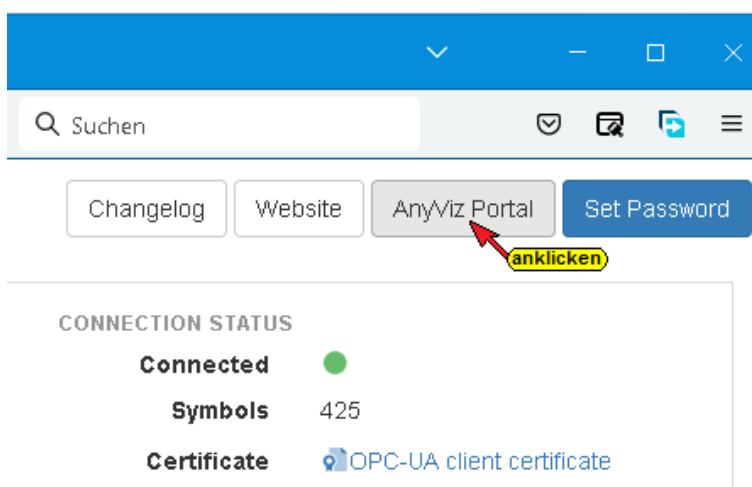 Suchen
Changelog Website AnyViz Portal Set Password
anklicken
CONNECTION STATUS
Connected
Symbols 425
Certificate OPC-UA client certificate